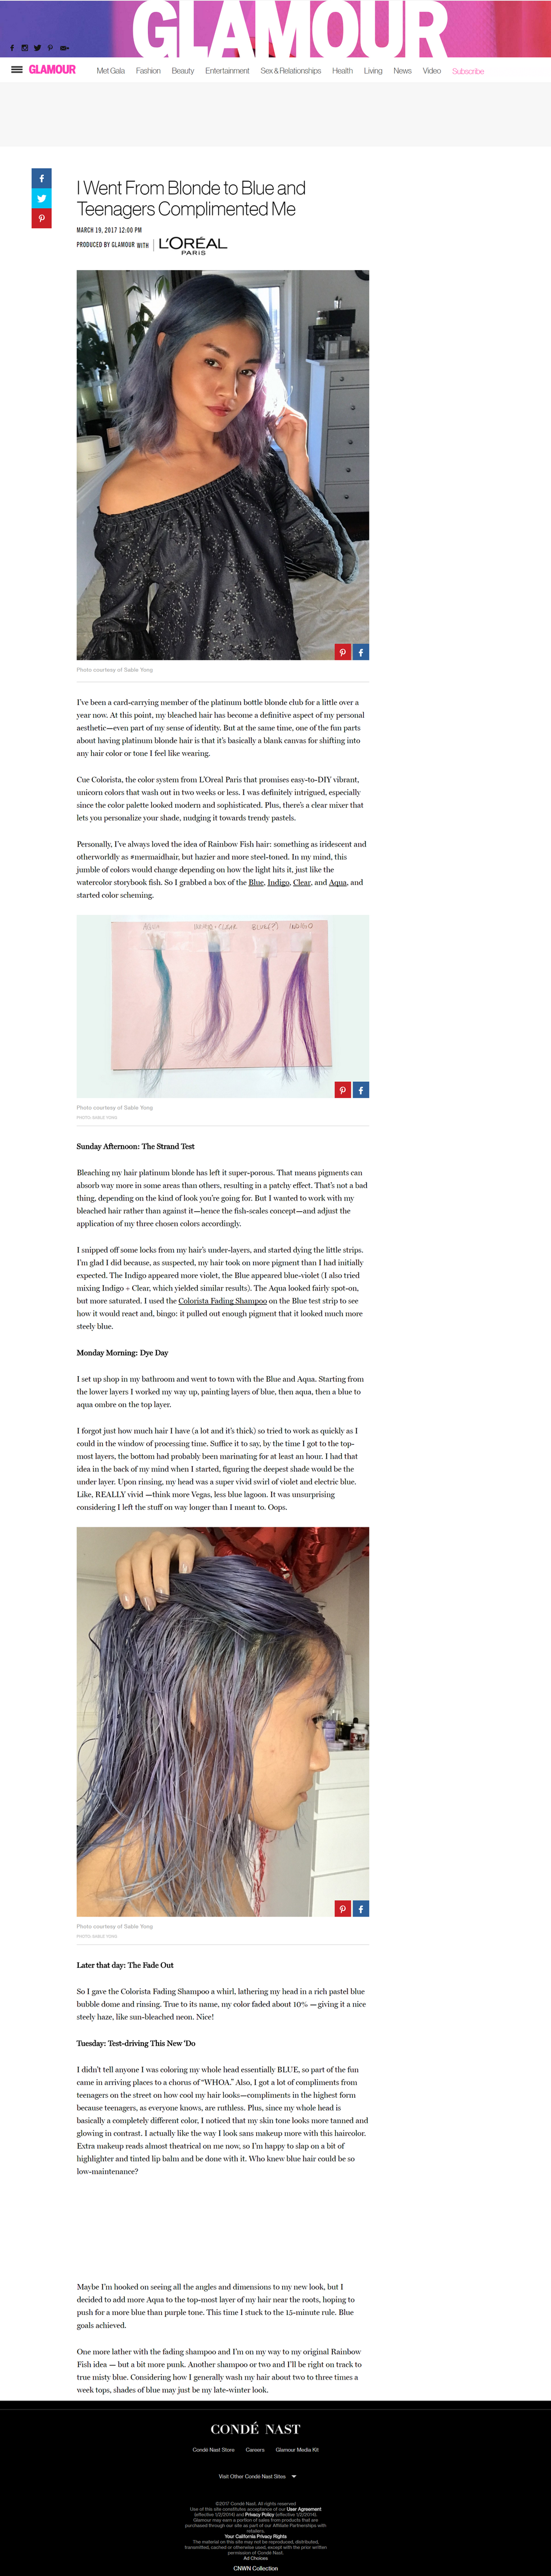 GLAMOUR
GLAMOUR
Met Gala Fashion Beauty Entertainment Sex & Relationships Health Living News Video Subscribe
I Went From Blonde to Blue and
Teenagers Complimented Me
MARCH 19, 2017 12:00 PM
PRODUCED BY GLAMOUR WITH L'ORÉAL
PARIS
Photo courtesy of Sable Yong
I've been a card-carrying member of the platinum bottle blonde club for a little over a
year now. At this point, my bleached hair has become a definitive aspect of my personal
aesthetic—even part of my sense of identity. But at the same time, one of the fun parts
about having platinum blonde hair is that it's basically a blank canvas for shifting into
any hair color or tone I feel like wearing.
Cue Colorista, the color system from L'Oreal Paris that promises easy-to-DIY vibrant,
unicorn colors that wash out in two weeks or less. I was definitely intrigued, especially
since the color palette looked modern and sophisticated. Plus, there's a clear mixer that
lets you personalize your shade, nudging it towards trendy pastels.
Personally, I've always loved the idea of Rainbow Fish hair: something as iridescent and
otherworldly as #mermaidhair, but hazier and more steel-toned. In my mind, this
jumble of colors would change depending on how the light hits it, just like the
watercolor storybook fish. So I grabbed a box of the Blue, Indigo, Clear, and Aqua, and
started color scheming.
AQUA INDIGO+CLEAR BLUE INDIGO
Photo courtesy of Sable Yong
PHOTO: SABLE YONG
Sunday Afternoon: The Strand Test
Bleaching my hair platinum blonde has left it super-porous. That means pigments can
absorb way more in some areas than others, resulting in a patchy effect. That's not a bad
thing, depending on the kind of look you're going for. But I wanted to work with my
bleached hair rather than against it—hence the fish-scales concept—and adjust the
application of my three chosen colors accordingly.
I snipped off some locks from my hair's under-layers, and started dying the little strips.
I'm glad I did because, as suspected, my hair took on more pigment than I had initially
expected. The Indigo appeared more violet, the Blue appeared blue-violet (I also tried
mixing Indigo + Clear, which yielded similar results). The Aqua looked fairly spot-on,
but more saturated. I used the Colorista Fading Shampoo on the Blue test strip to see
how it would react and, bingo: it pulled out enough pigment that it looked much more
steely blue.
Monday Morning: Dye Day
I set up shop in my bathroom and went to town with the Blue and Aqua. Starting from
the lower layers I worked my way up, painting layers of blue, then aqua, then a blue to
aqua ombre on the top layer.
I forgot just how much hair I have (a lot and it's thick) so tried to work as quickly as I
could in the window of processing time. Suffice it to say, by the time I got to the top-
most layers, the bottom had probably been marinating for at least an hour. I had that
idea in the back of my mind when I started, figuring the deepest shade would be the
under layer. Upon rinsing, my head was a super vivid swirl of violet and electric blue.
Like, REALLY vivid —think more Vegas, less blue lagoon. It was unsurprising
considering I left the stuff on way longer than I meant to. Oops.
Photo courtesy of Sable Yong
PHOTO: SABLE YONG
Later that day: The Fade Out
So I gave the Colorista Fading Shampoo a whirl, lathering my head in a rich pastel blue
bubble dome and rinsing. True to its name, my color faded about 10% — giving it a nice
steely haze, like sun-bleached neon. Nice!
Tuesday: Test-driving This New 'Do
I didn't tell anyone I was coloring my whole head essentially BLUE, so part of the fun
came in arriving places to a chorus of "WHOA." Also, I got a lot of compliments from
teenagers on the street on how cool my hair looks—compliments in the highest form
because teenagers, as everyone knows, are ruthless. Plus, since my whole head is
basically a completely different color, I noticed that my skin tone looks more tanned and
glowing in contrast. I actually like the way I look sans makeup more with this haircolor.
Extra makeup reads almost theatrical on me now, so I'm happy to slap on a bit of
highlighter and tinted lip balm and be done with it. Who knew blue hair could be so
low-maintenance?
Maybe I'm hooked on seeing all the angles and dimensions to my new look, but I
decided to add more Aqua to the top-most layer of my hair near the roots, hoping to
push for a more blue than purple tone. This time I stuck to the 15-minute rule. Blue
goals achieved.
One more lather with the fading shampoo and I'm on my way to my original Rainbow
Fish idea — but a bit more punk. Another shampoo or two and I'll be right on track to
true misty blue. Considering how I generally wash my hair about two to three times a
week tops, shades of blue may just be my late-winter look.
CONDÉ NAST
Condé Nast Store Careers Glamour Media Kit
Visit Other Condé Nast Sites
©2017 Condé Nast. All rights reserved
Use of this site constitutes acceptance of our User Agreement
(effective 1/2/2014) and Privacy Policy (effective 1/2/2014).
Glamour may earn a portion of sales from products that are
purchased through our site as part of our Affiliate Partnerships with
retailers.
Your California Privacy Rights
The material on this site may not be reproduced, distributed,
transmitted, cached or otherwise used, except with the prior written
permission of Condé Nast.
Ad Choices
CNWN Collection